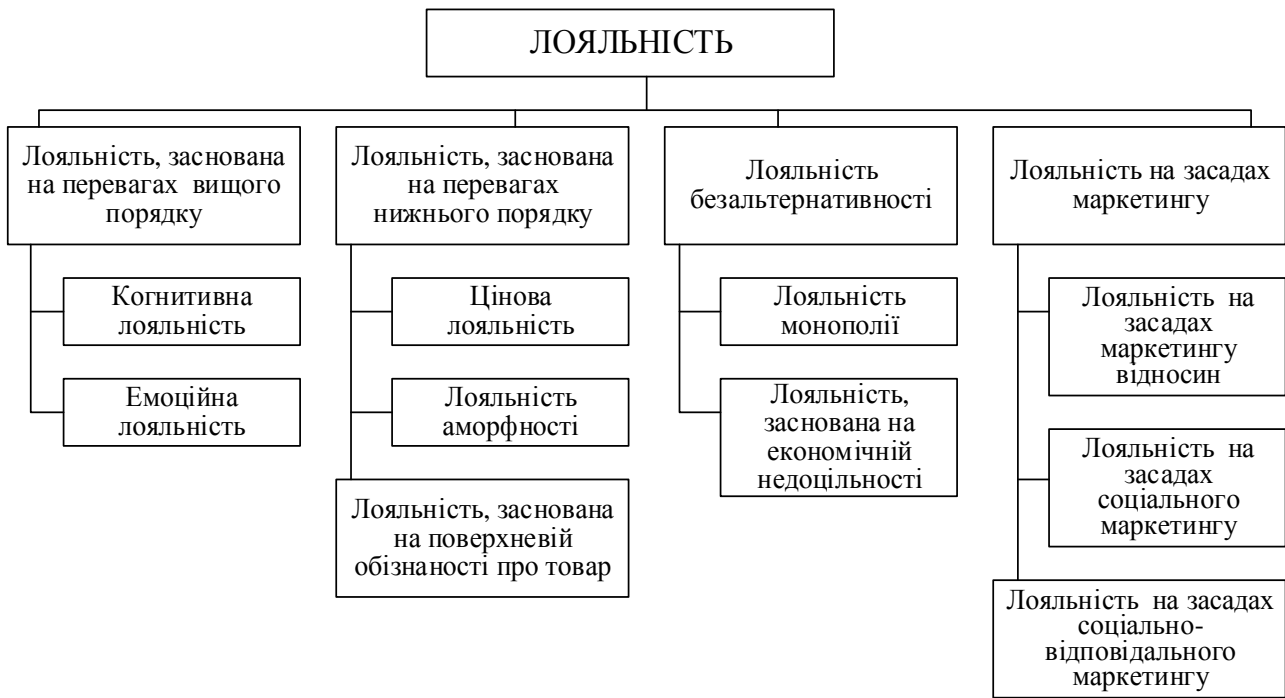 ЛОЯЛЬНІСТЬ
Лояльність, заснована
на перевагах вищого
порядку
Когнитивна
лояльність
Емоційна
лояльність
Лояльність, заснована
на перевагах
нижнього порядку
Цінова
лояльність
Лояльність
аморфності
Лояльність, заснована
на поверхневій
обізнаності про товар
Лояльність
безальтернативності
Лояльність
монополії
Лояльність,
заснована на
економічній
недоцільності
Лояльність на засадах
маркетингу
Лояльність на
засадах
маркетингу
відносин
Лояльність на
засадах
соціального
маркетингу
Лояльність на засадах
соціально-
відповідального
маркетингу